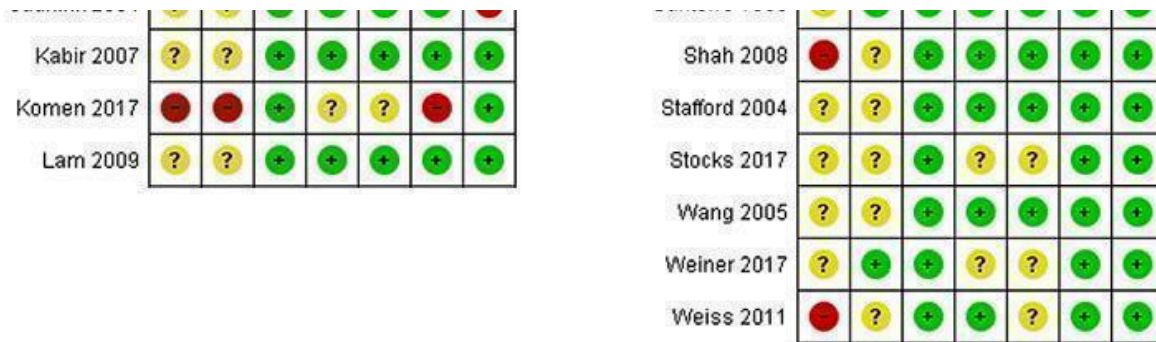 Kabir 2007 ? ? + + + + +
Komen 2017 - - + ? ? - +
Lam 2009 ? ? + + + + +
Shah 2008 - ? + + + + +
Stafford 2004 ? ? + + + + +
Stocks 2017 ? ? + ? ? + +
Wang 2005 ? ? + + + + +
Weiner 2017 ? + + ? ? + +
Weiss 2011 - ? + + ? + +